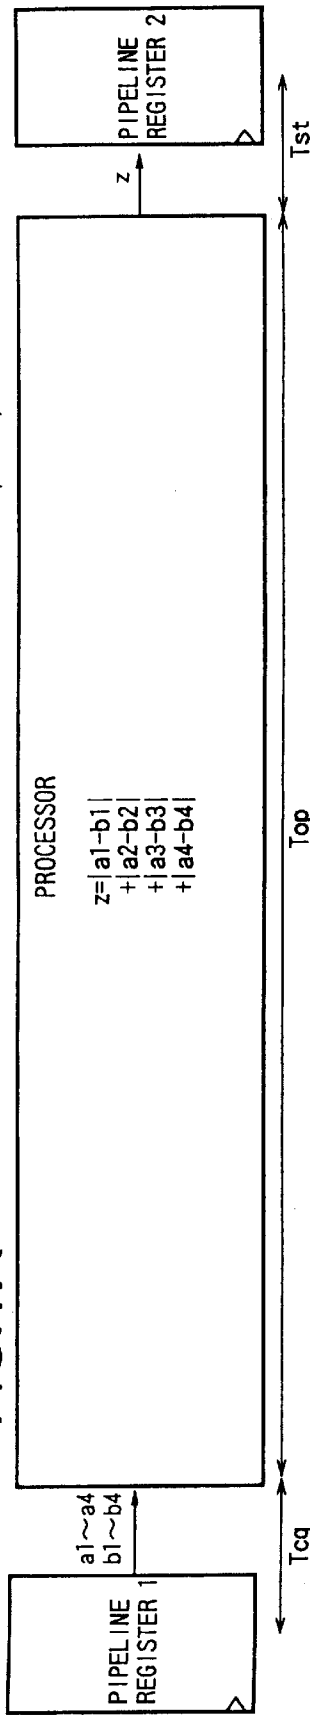 PIPELINE
REGISTER 1
a1~a4
b1~b4
PROCESSOR
z=|a1-b1|
+|a2-b2|
+|a3-b3|
+|a4-b4|
z
PIPELINE
REGISTER 2
Tcq
Top
Tst